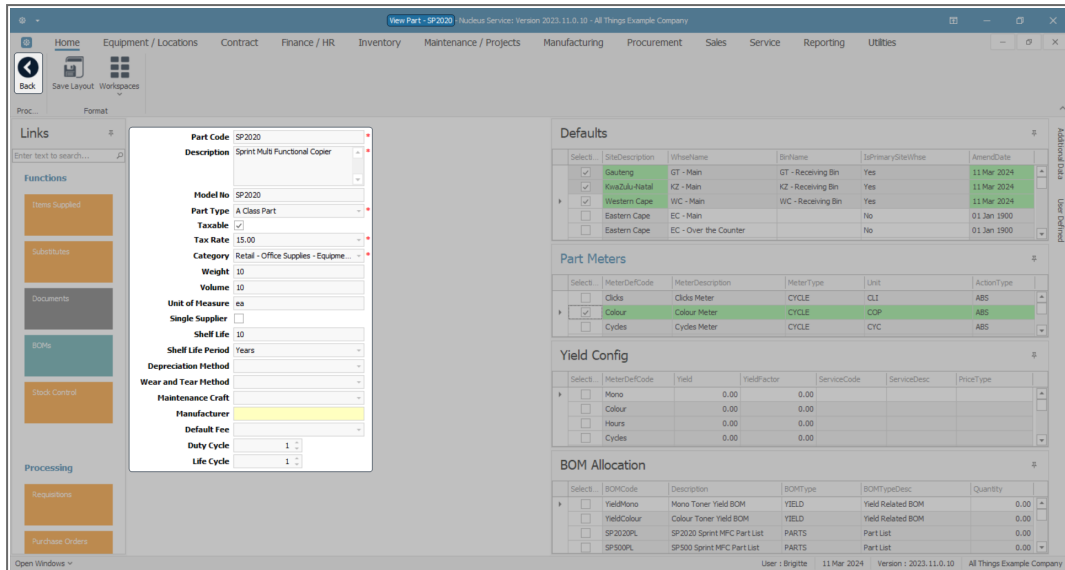 View Part - SP2020 - Nucleus Service: Version 2023.11.0.10 - All Things Example Company
Home Equipment / Locations Contract Finance / HR Inventory Maintenance / Projects Manufacturing Procurement Sales Service Reporting Utilities
Back Save Layout Workspaces
Proc... Format
Links
Enter text to search...
Functions
Items Supplied
Substitutes
Documents
BOMs
Stock Control
Processing
Requisitions
Purchase Orders
Part Code SP2020 *
Description Sprint Multi Functional Copier *
Model No SP2020
Part Type A Class Part *
Taxable
Tax Rate 15.00 *
Category Retail - Office Supplies - Equipme... *
Weight 10
Volume 10
Unit of Measure ea
Single Supplier
Shelf Life 10
Shelf Life Period Years
Depreciation Method
Wear and Tear Method
Maintenance Craft
Manufacturer
Default Fee
Duty Cycle 1
Life Cycle 1
Defaults
Selecti... SiteDescription WhseName BinName IsPrimarySiteWhse AmendDate
Gauteng GT - Main GT - Receiving Bin Yes 11 Mar 2024
KwaZulu-Natal KZ - Main KZ - Receiving Bin Yes 11 Mar 2024
Western Cape WC - Main WC - Receiving Bin Yes 11 Mar 2024
Eastern Cape EC - Main No 01 Jan 1900
Eastern Cape EC - Over the Counter No 01 Jan 1900
Part Meters
Selecti... MeterDefCode MeterDescription MeterType Unit ActionType
Clicks Clicks Meter CYCLE CLI ABS
Colour Colour Meter CYCLE COP ABS
Cycles Cycles Meter CYCLE CYC ABS
Yield Config
Selecti... MeterDefCode Yield YieldFactor ServiceCode ServiceDesc PriceType
Mono 0.00 0.00
Colour 0.00 0.00
Hours 0.00 0.00
Cycles 0.00 0.00
BOM Allocation
Selecti... BOMCode Description BOMType BOMTypeDesc Quantity
YieldMono Mono Toner Yield BOM YIELD Yield Related BOM 0.00
YieldColour Colour Toner Yield BOM YIELD Yield Related BOM 0.00
SP2020PL SP2020 Sprint MFC Part List PARTS Part List 0.00
SP500PL SP500 Sprint MFC Part List PARTS Part List 0.00
Additional Data
User Defined
Open Windows User : Brigitte 11 Mar 2024 Version : 2023.11.0.10 All Things Example Company